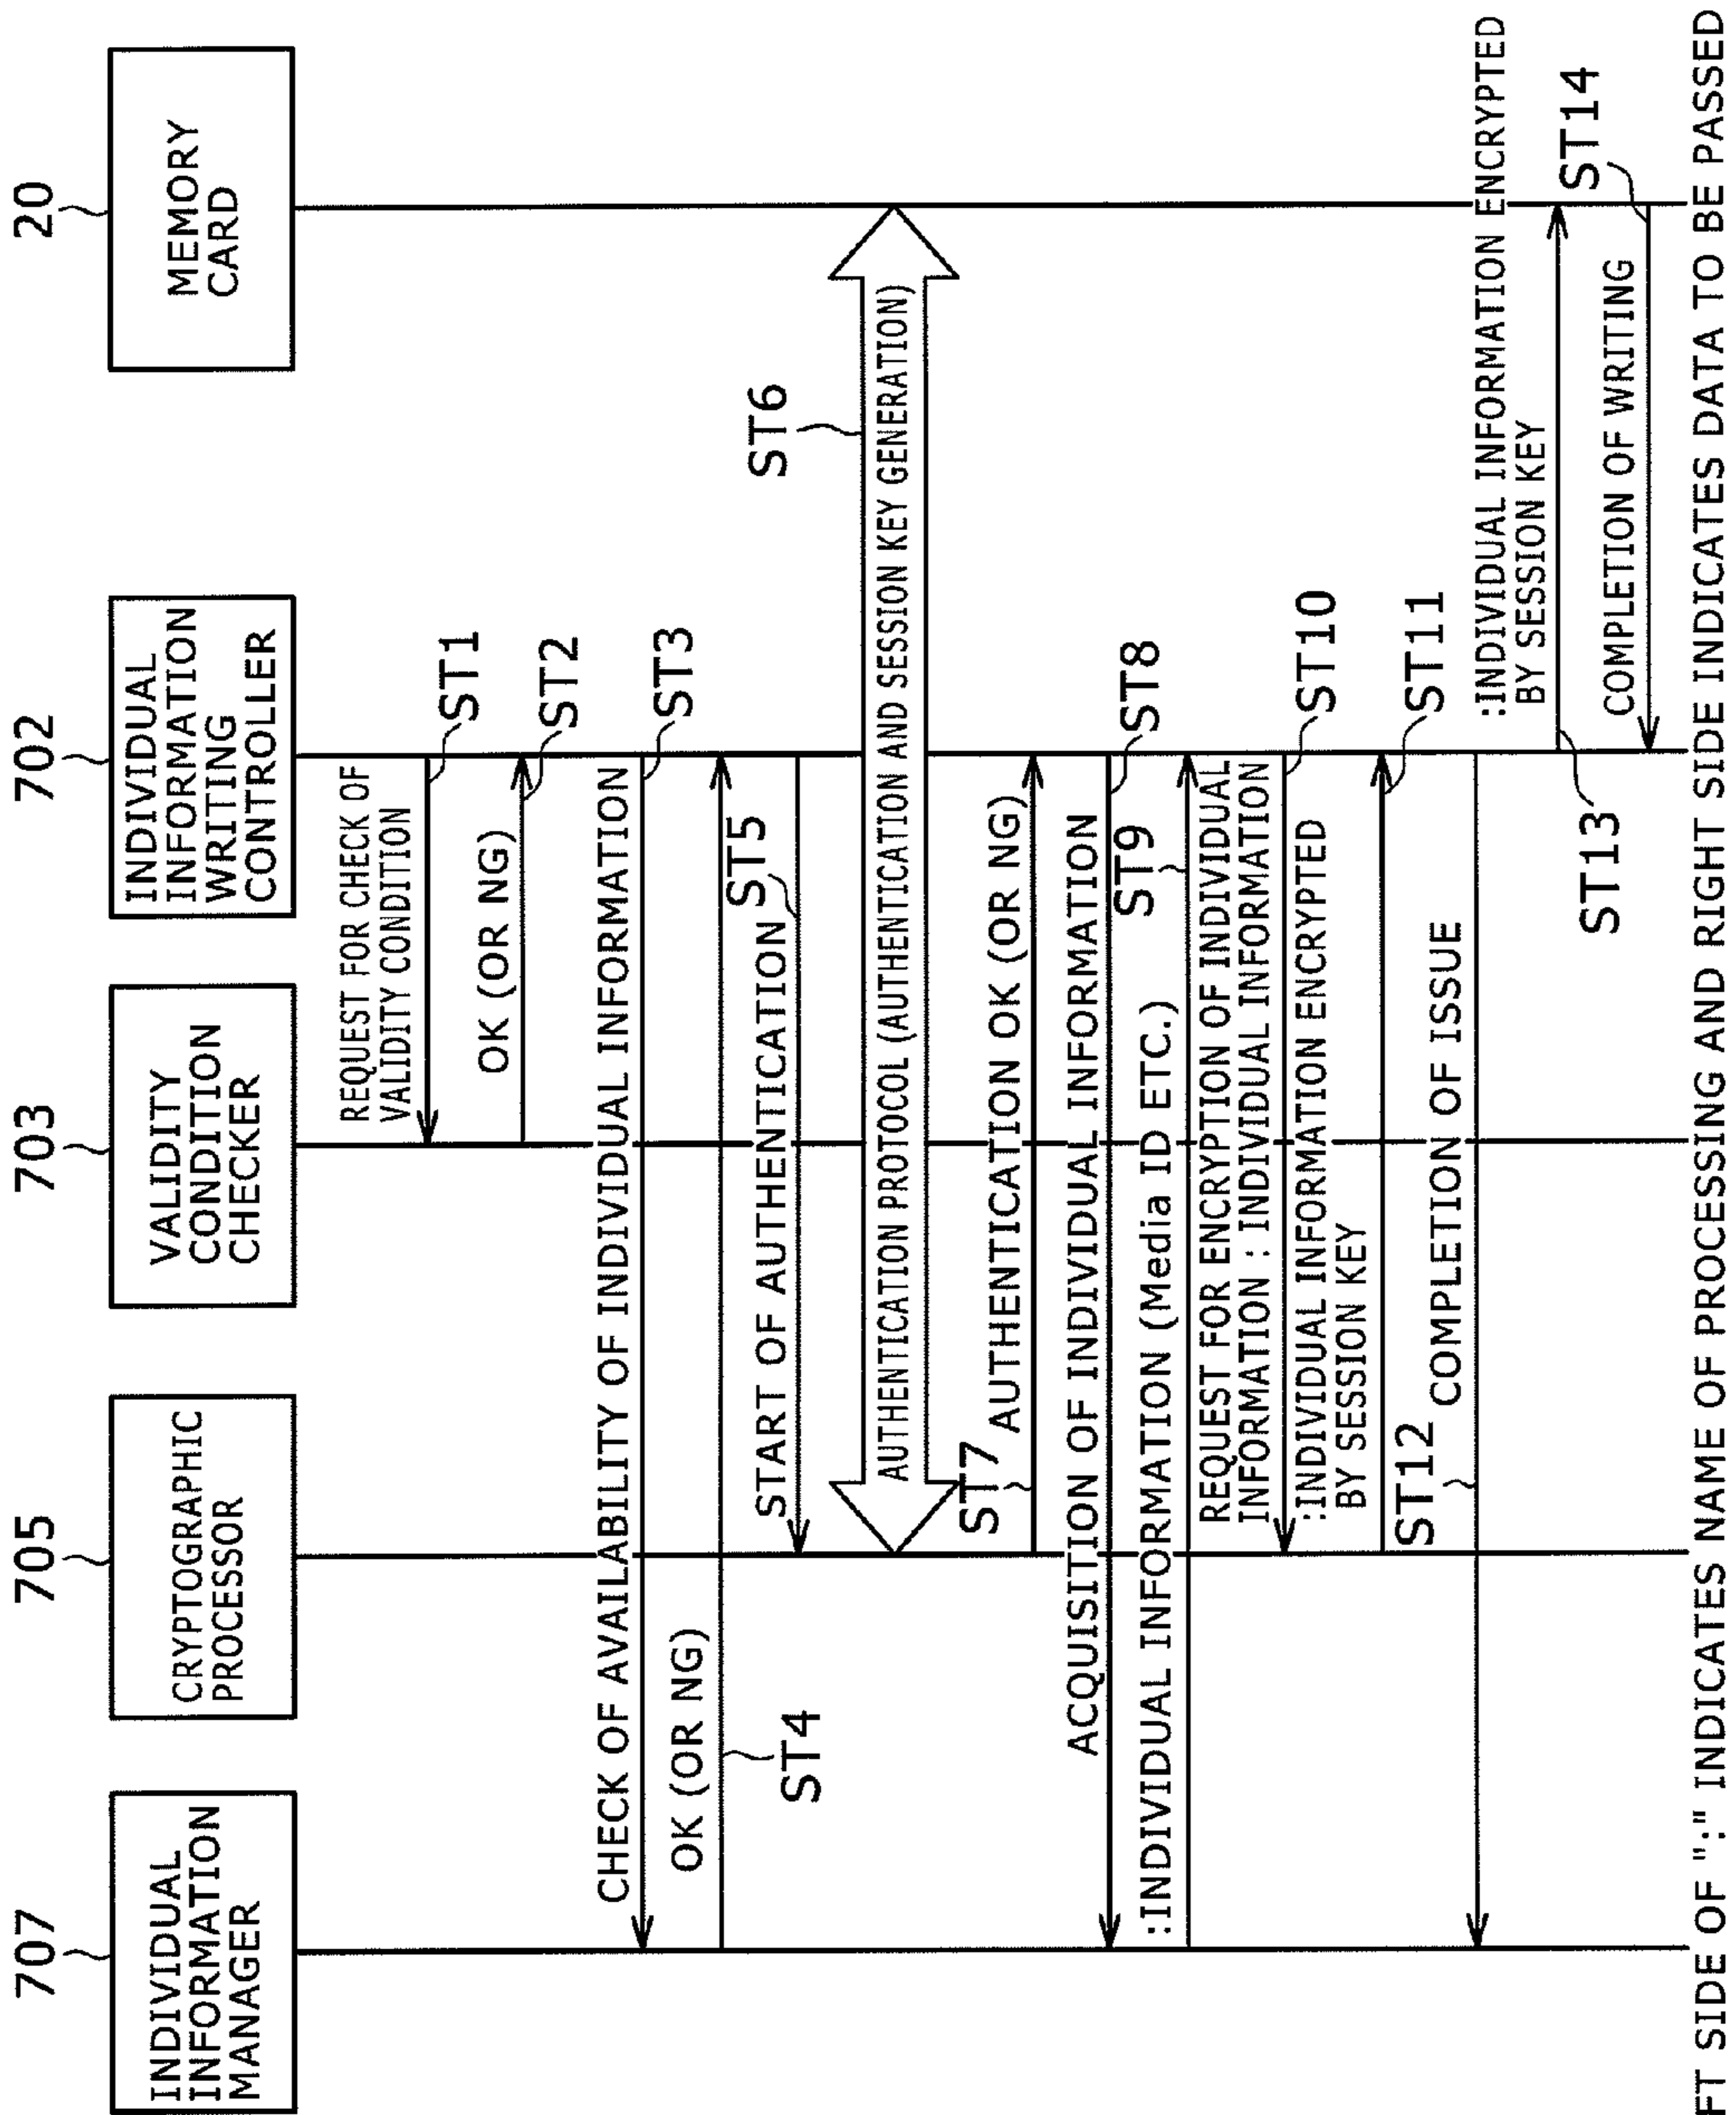 707
705
703
702
20
INDIVIDUAL
INFORMATION
MANAGER
CRYPTOGRAPHIC
PROCESSOR
VALIDITY
CONDITION
CHECKER
INDIVIDUAL
INFORMATION
WRITING
CONTROLLER
MEMORY
CARD
REQUEST FOR CHECK OF
VALIDITY CONDITION
ST1
OK (OR NG)
ST2
CHECK OF AVAILABILITY OF INDIVIDUAL INFORMATION
ST3
OK (OR NG)
ST4
START OF AUTHENTICATION
ST5
ST6
AUTHENTICATION PROTOCOL (AUTHENTICATION AND SESSION KEY GENERATION)
ST7
AUTHENTICATION OK (OR NG)
ACQUISITION OF INDIVIDUAL INFORMATION
ST8
:INDIVIDUAL INFORMATION (Media ID ETC.)
ST9
REQUEST FOR ENCRYPTION OF INDIVIDUAL
INFORMATION : INDIVIDUAL INFORMATION
ST10
:INDIVIDUAL INFORMATION ENCRYPTED
BY SESSION KEY
ST11
ST12
COMPLETION OF ISSUE
:INDIVIDUAL INFORMATION ENCRYPTED
BY SESSION KEY
ST13
COMPLETION OF WRITING
ST14
FT SIDE OF ":" INDICATES NAME OF PROCESSING AND RIGHT SIDE INDICATES DATA TO BE PASSED